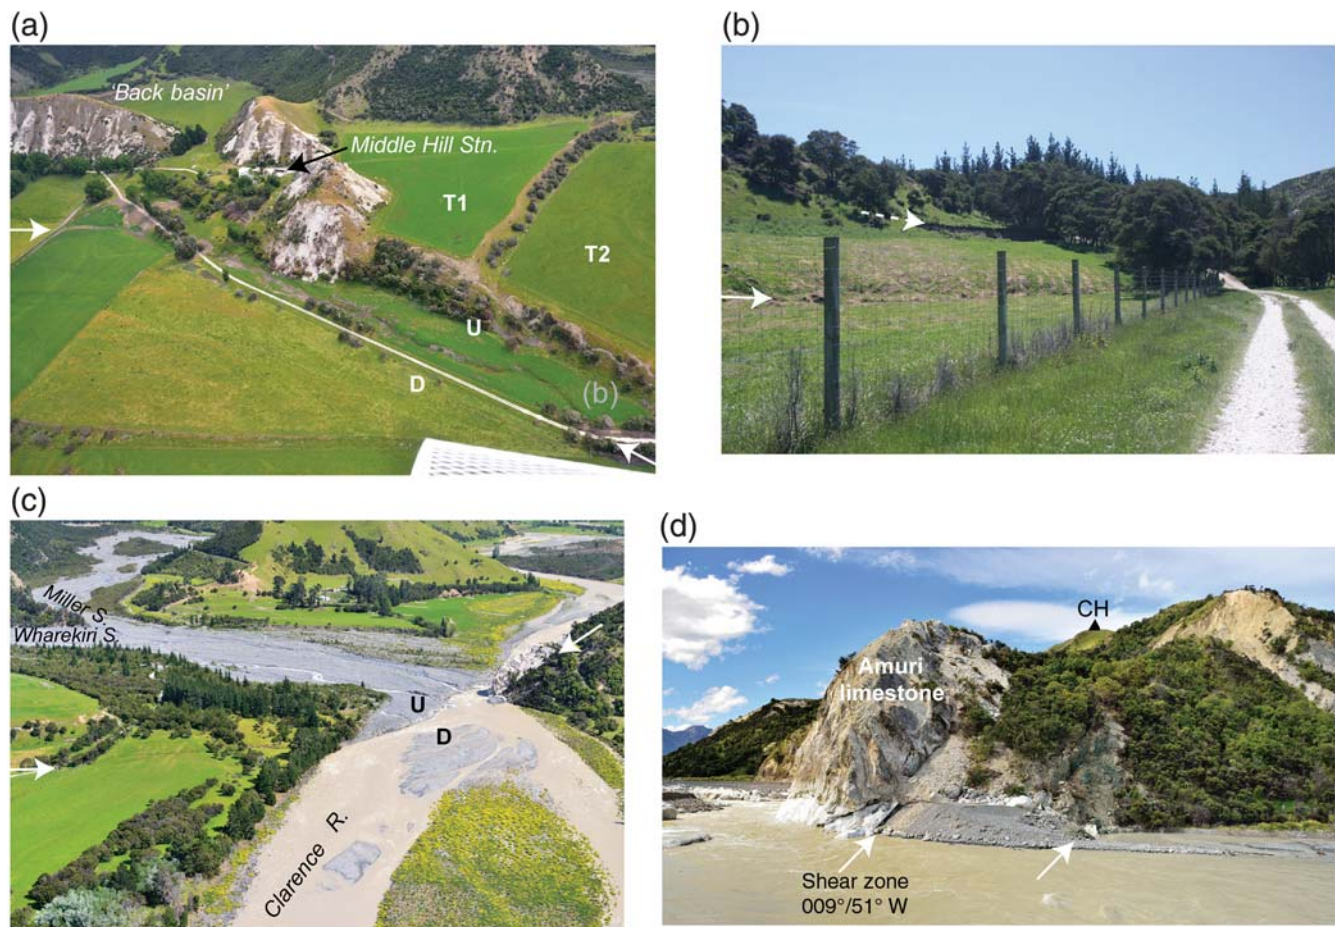 (a)
'Back basin'
Middle Hill Stn.
T1
T2
U
D
(b)
(b)
(c)
Miller S.
Wharekiri S.
U
D
Clarence R.
(d)
CH
Amuri
limestone
Shear zone
009°/51° W